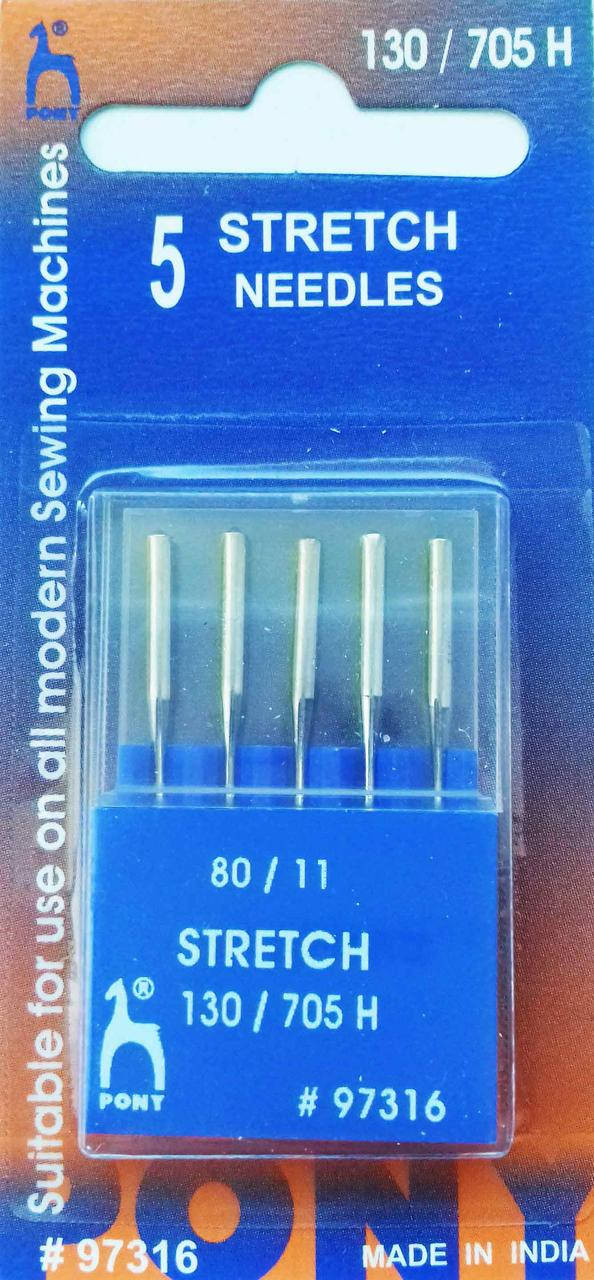 ®
PONY
130 / 705 H
5 STRETCH
NEEDLES
Suitable for use on all modern Sewing Machines
80 / 11
STRETCH
130 / 705 H
®
PONY
# 97316
PONY
# 97316
MADE IN INDIA